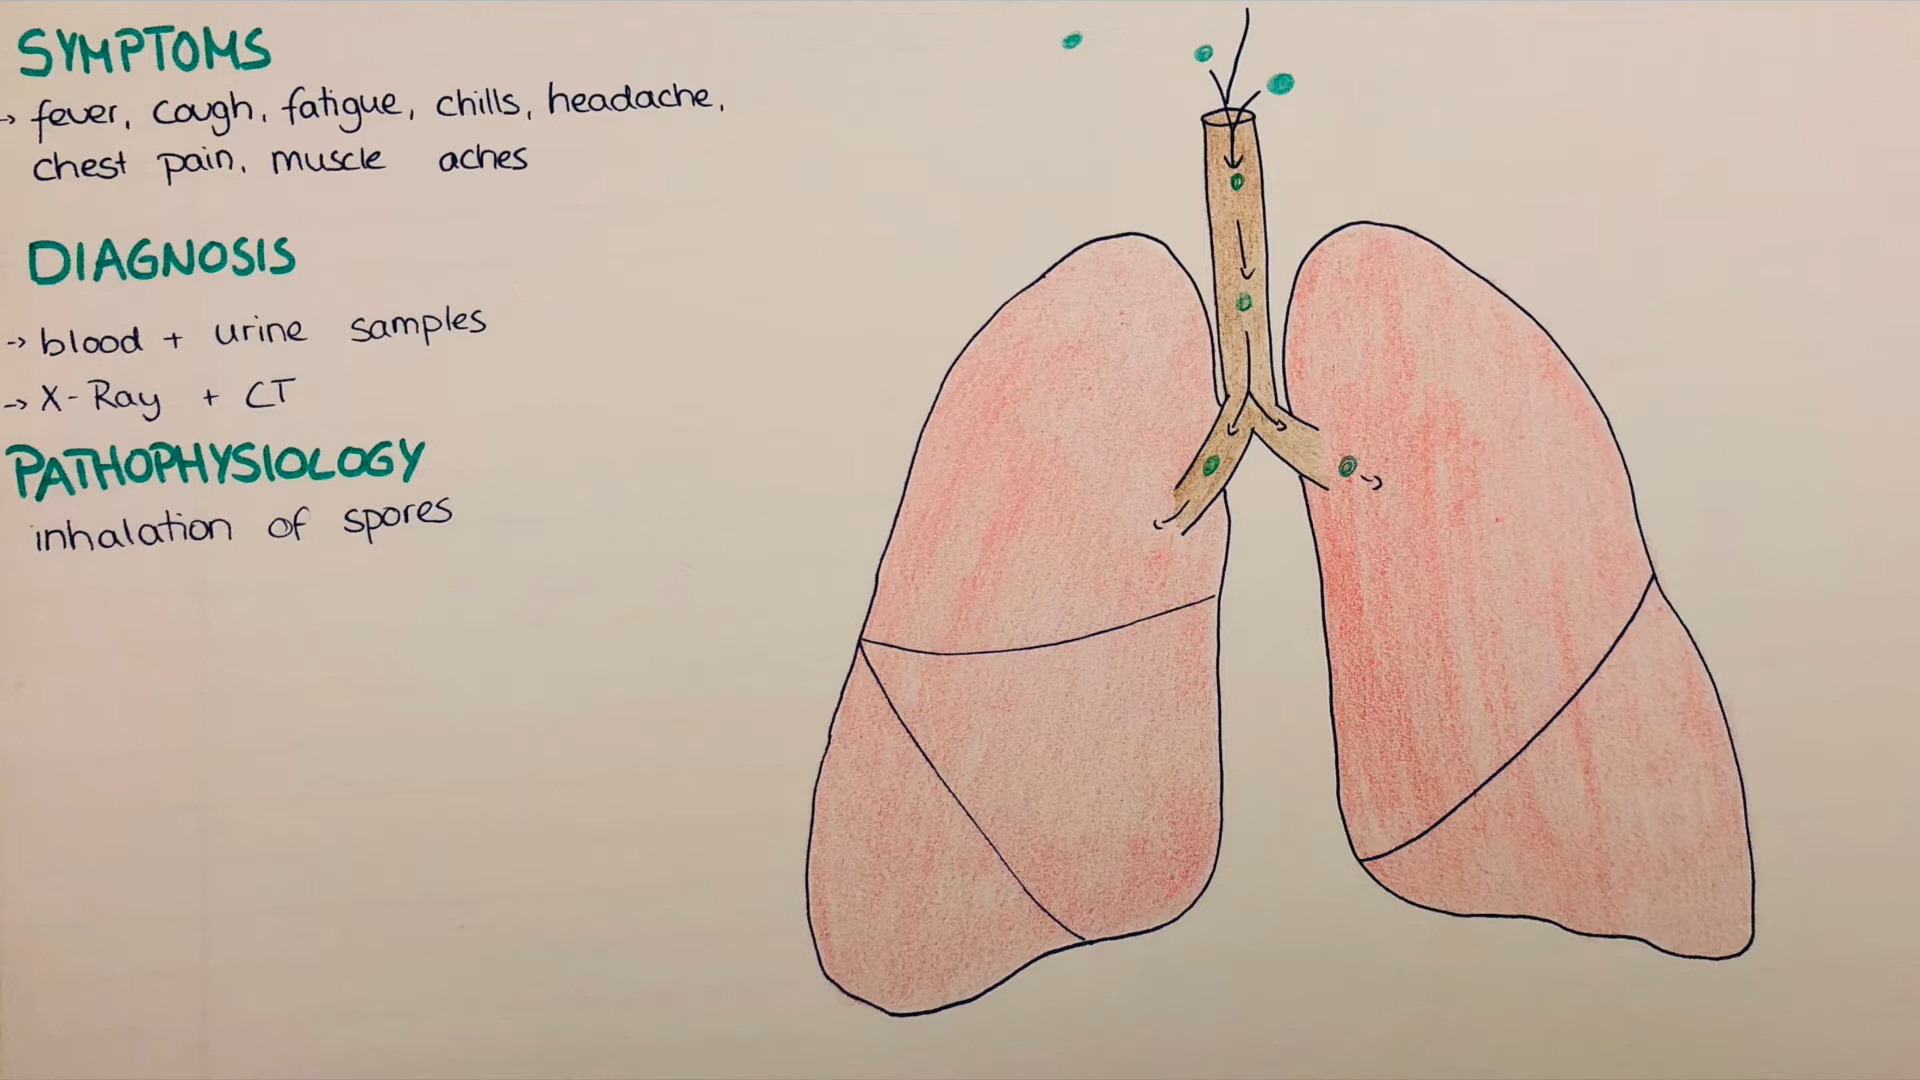 SYMPTOMS
→ fever, cough, fatigue, chills, headache,
chest pain, muscle aches
DIAGNOSIS
→ blood + urine samples
→ X-Ray + CT
PATHOPHYSIOLOGY
inhalation of spores